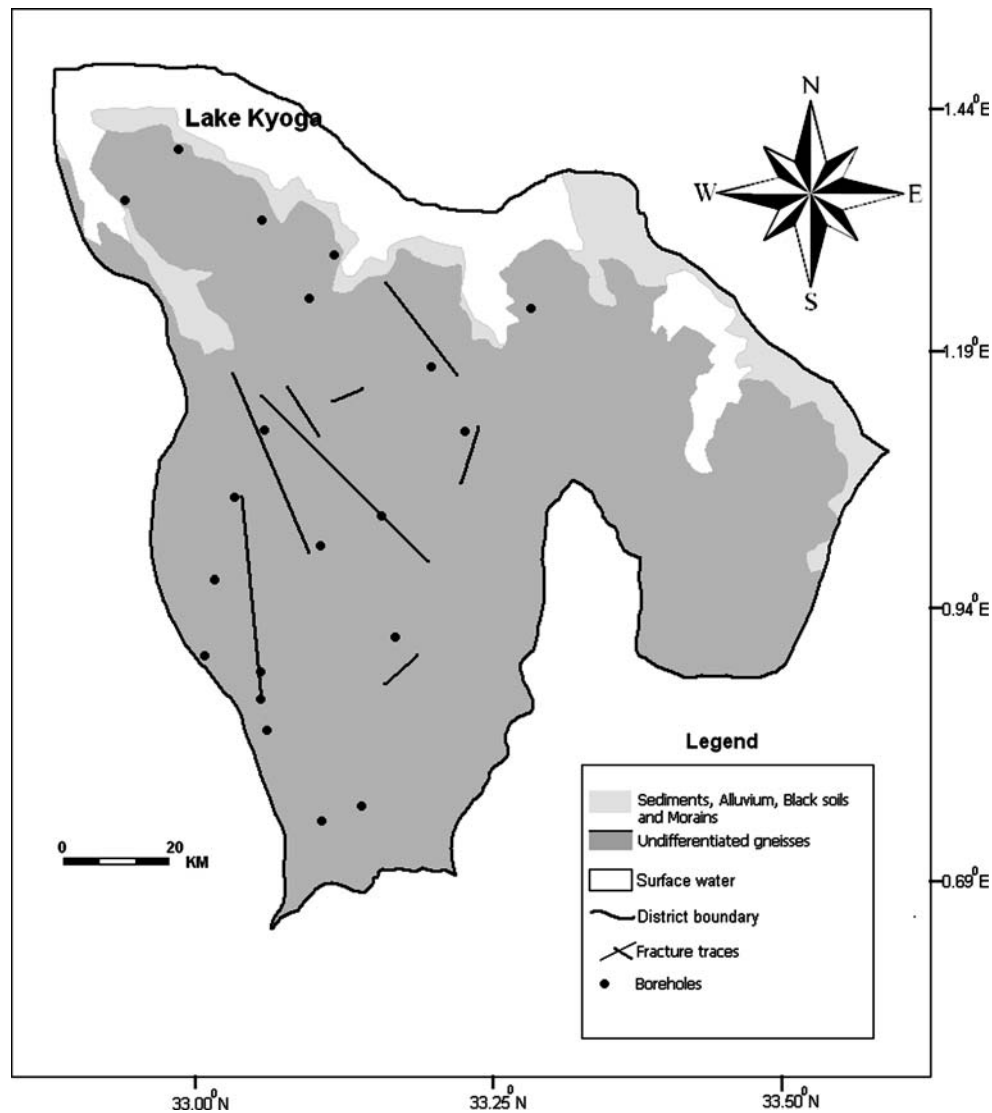 Lake Kyoga
N
W
E
S
1.44⁰E
1.19⁰E
0.94⁰E
0.69⁰E
Legend
Sediments, Alluvium, Black soils
and Morains
Undifferentiated gneisses
Surface water
District boundary
Fracture traces
Boreholes
0 20
KM
33.00⁰N 33.25⁰N 33.50⁰N